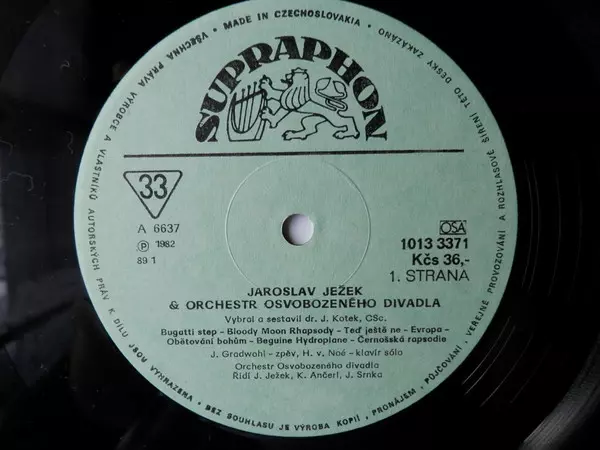 VŠECHNA PRÁVA VÝROBCE A VLASTNÍKŮ AUTORSKÝCH PRÁV K DÍLU JSOU VYHRAZENA • BEZ SOUHLASU JE VÝROBA KOPIÍ, PRONÁJEM, PŮJČOVÁNÍ, VEŘEJNÉ PROVOZOVÁNÍ A ROZHLASOVÉ ŠÍŘENÍ TÉTO DESKY ZAKÁZÁNO •
MADE IN CZECHOSLOVAKIA •
SUPRAPHON
33
A 6637
Ⓟ 1982
89 1
OSA
1013 3371
Kčs 36,-
1. STRANA
JAROSLAV JEŽEK
& ORCHESTR OSVOBOZENÉHO DIVADLA
Vybral a sestavil dr. J. Kotek, CSc.
Bugatti step – Bloody Moon Rhapsody – Teď ještě ne – Evropa –
Obětování bohům – Beguine Hydroplane – Černošská rapsodie
J. Gradwohl – zpěv, H. v. Noé – klavír sólo
Orchestr Osvobozeného divadla
Řídí J. Ježek, K. Ančerl, J. Srnka